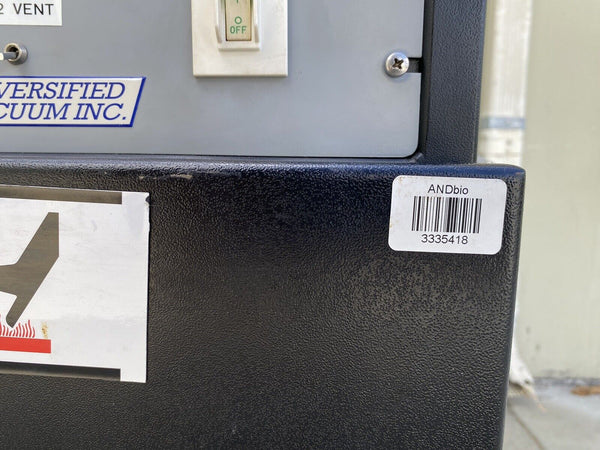 2 VENT
OFF
VERSIFIED
CUUM INC.
ANDbio
3335418